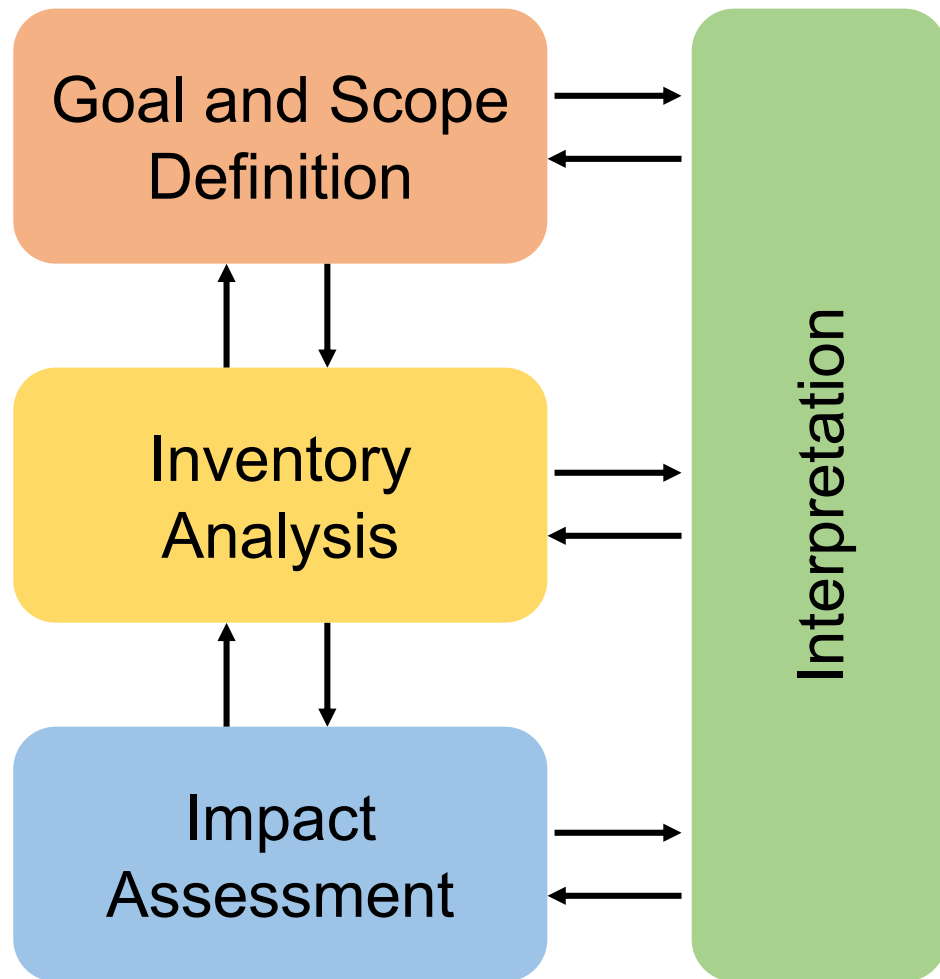 Goal and Scope
Definition
Inventory
Analysis
Impact
Assessment
Interpretation